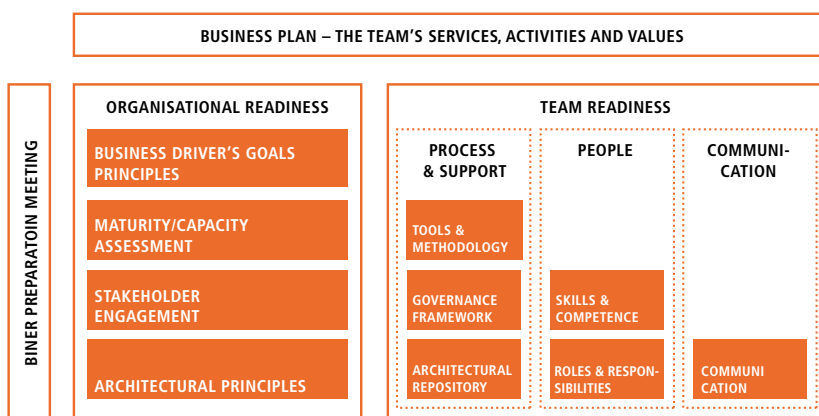 BUSINESS PLAN – THE TEAM'S SERVICES, ACTIVITIES AND VALUES
BINER PREPARATOIN MEETING
ORGANISATIONAL READINESS
BUSINESS DRIVER'S GOALS
PRINCIPLES
MATURITY/CAPACITY
ASSESSMENT
STAKEHOLDER
ENGAGEMENT
ARCHITECTURAL PRINCIPLES
TEAM READINESS
PROCESS
& SUPPORT
TOOLS &
METHODOLOGY
GOVERNANCE
FRAMEWORK
ARCHITECTURAL
REPOSITORY
PEOPLE
SKILLS &
COMPETENCE
ROLES & RESPON-
SIBILITIES
COMMUNI-
CATION
COMMUNI
CATION